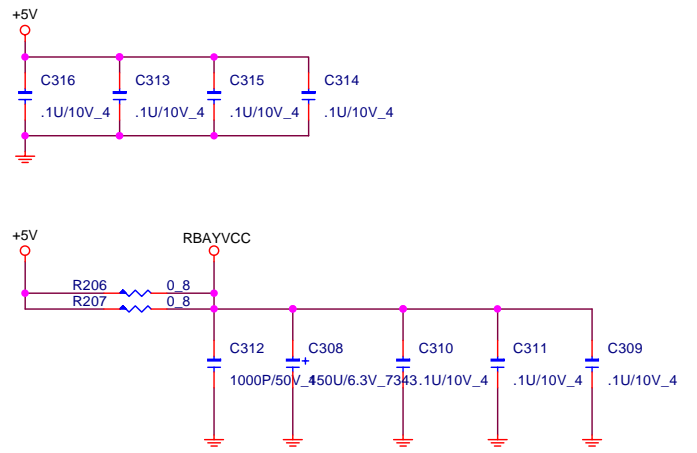 +5V
C316 C313 C315 C314
.1U/10V_4 .1U/10V_4 .1U/10V_4 .1U/10V_4
+5V RBAYVCC
R206 0_8
R207 0_8
C312 C308 C310 C311 C309
+
1000P/50V_4 150U/6.3V_7343 .1U/10V_4 .1U/10V_4 .1U/10V_4